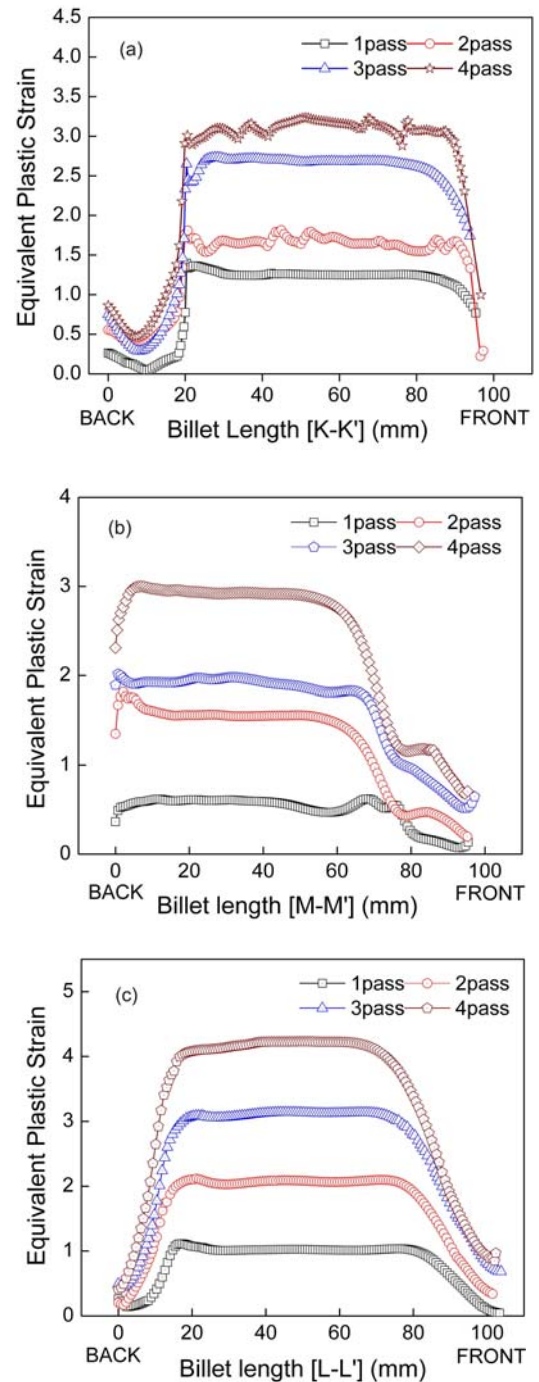 (a)
1pass 2pass
3pass 4pass
4.5
4.0
3.5
3.0
2.5
2.0
1.5
1.0
0.5
0.0
Equivalent Plastic Strain
0 20 40 60 80 100
BACK FRONT
Billet Length [K-K'] (mm)
(b)
1pass 2pass
3pass 4pass
4
3
2
1
0
Equivalent Plastic Strain
0 20 40 60 80 100
BACK FRONT
Billet length [M-M'] (mm)
(c)
1pass 2pass
3pass 4pass
5
4
3
2
1
0
Equivalent Plastic Strain
0 20 40 60 80 100
BACK FRONT
Billet length [L-L'] (mm)